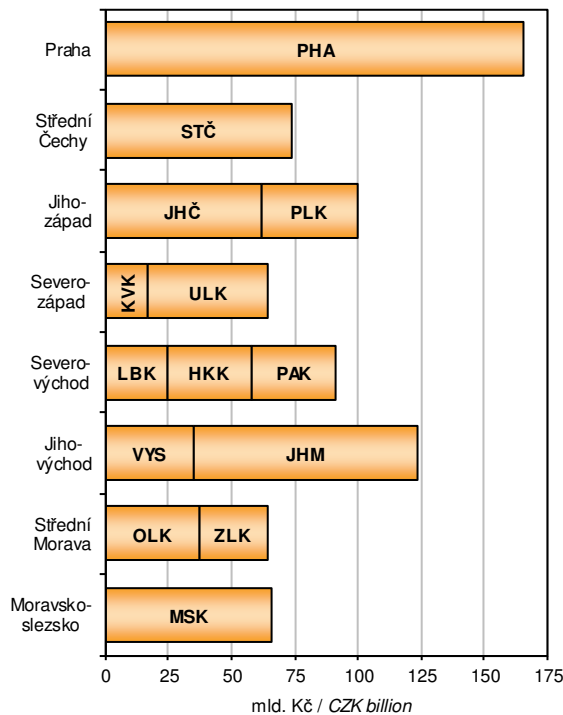 Praha
PHA
Střední
Čechy
STČ
Jiho-
západ
JHČ PLK
Severo-
západ
KVK ULK
Severo-
východ
LBK HKK PAK
Jiho-
východ
VYS JHM
Střední
Morava
OLK ZLK
Moravsko-
slezsko
MSK
0 25 50 75 100 125 150 175
mld. Kč / CZK billion